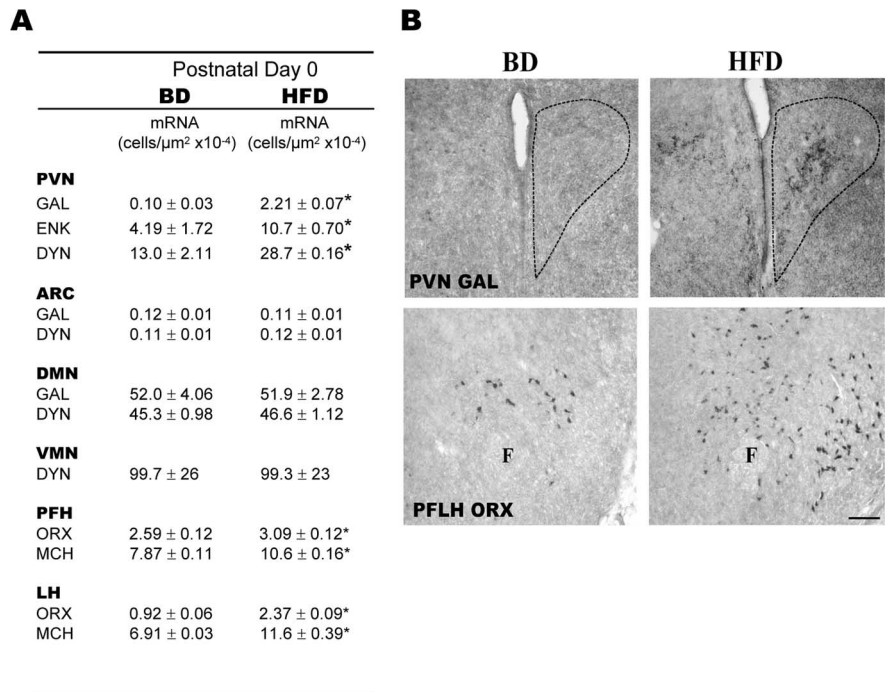 A
Postnatal Day 0
BD HFD
mRNA mRNA
(cells/µm² x10⁻⁴) (cells/µm² x10⁻⁴)
PVN
GAL 0.10 ± 0.03 2.21 ± 0.07*
ENK 4.19 ± 1.72 10.7 ± 0.70*
DYN 13.0 ± 2.11 28.7 ± 0.16*
ARC
GAL 0.12 ± 0.01 0.11 ± 0.01
DYN 0.11 ± 0.01 0.12 ± 0.01
DMN
GAL 52.0 ± 4.06 51.9 ± 2.78
DYN 45.3 ± 0.98 46.6 ± 1.12
VMN
DYN 99.7 ± 26 99.3 ± 23
PFH
ORX 2.59 ± 0.12 3.09 ± 0.12*
MCH 7.87 ± 0.11 10.6 ± 0.16*
LH
ORX 0.92 ± 0.06 2.37 ± 0.09*
MCH 6.91 ± 0.03 11.6 ± 0.39*
B
BD HFD
PVN GAL
F F
PFLH ORX